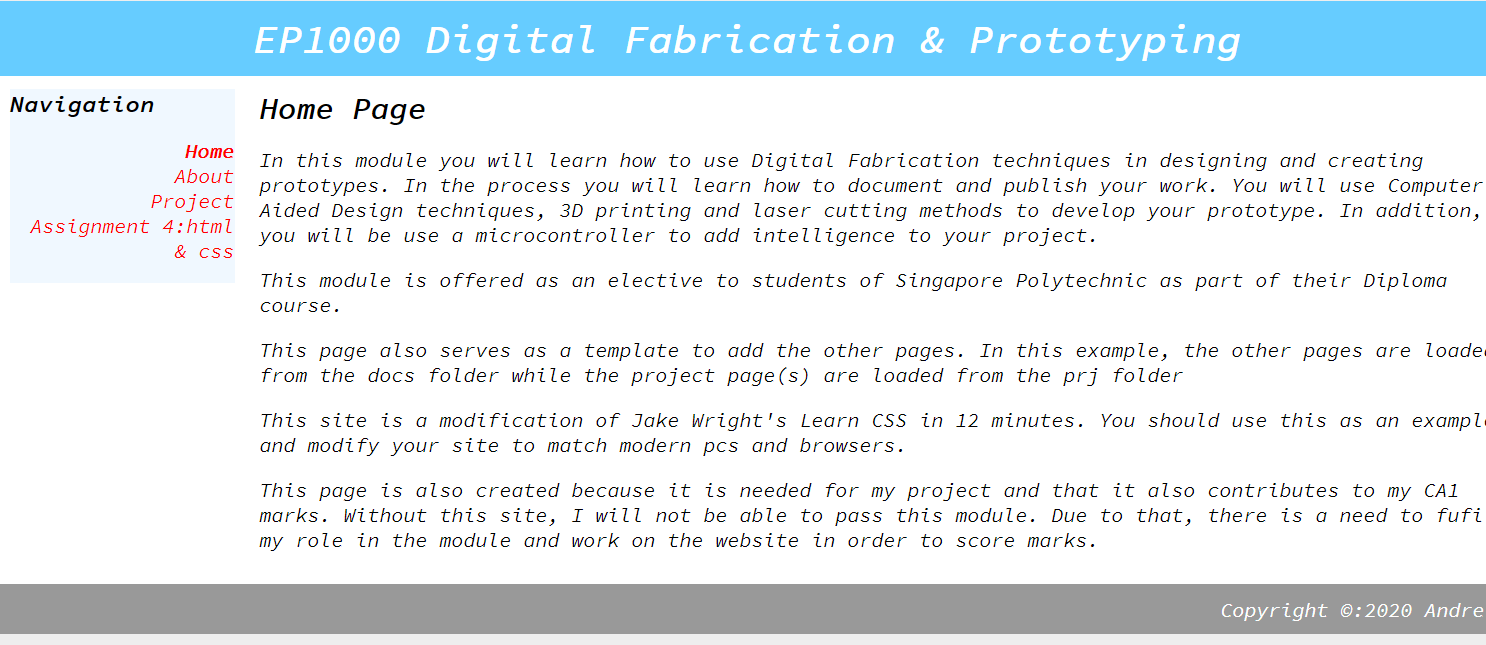 EP1000 Digital Fabrication & Prototyping
Navigation
Home
About
Project
Assignment 4:html
& css
Home Page
In this module you will learn how to use Digital Fabrication techniques in designing and creating
prototypes. In the process you will learn how to document and publish your work. You will use Computer
Aided Design techniques, 3D printing and laser cutting methods to develop your prototype. In addition,
you will be use a microcontroller to add intelligence to your project.
This module is offered as an elective to students of Singapore Polytechnic as part of their Diploma
course.
This page also serves as a template to add the other pages. In this example, the other pages are loaded
from the docs folder while the project page(s) are loaded from the prj folder
This site is a modification of Jake Wright's Learn CSS in 12 minutes. You should use this as an example
and modify your site to match modern pcs and browsers.
This page is also created because it is needed for my project and that it also contributes to my CA1
marks. Without this site, I will not be able to pass this module. Due to that, there is a need to fufi
my role in the module and work on the website in order to score marks.
Copyright ©:2020 Andre